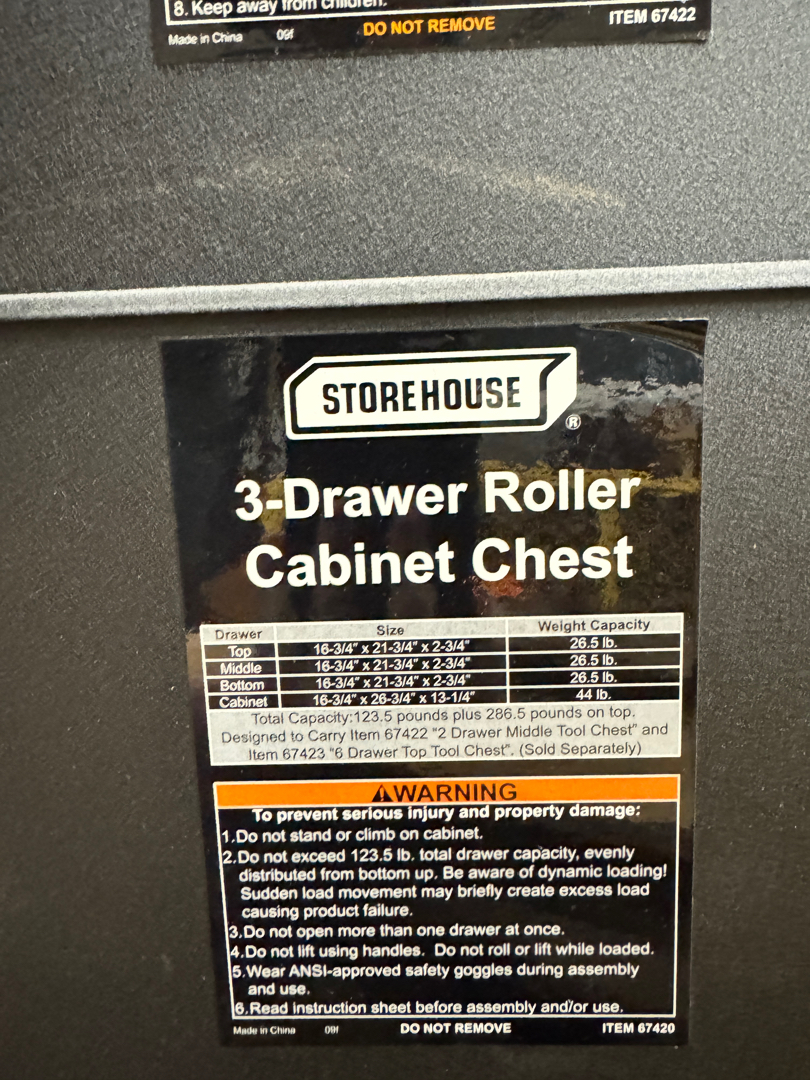 8. Keep away from children.
Made in China 09f DO NOT REMOVE ITEM 67422
STOREHOUSE ®
3-Drawer Roller
Cabinet Chest
Drawer Size Weight Capacity
Top 16-3/4" x 21-3/4" x 2-3/4" 26.5 lb.
Middle 16-3/4" x 21-3/4" x 2-3/4" 26.5 lb.
Bottom 16-3/4" x 21-3/4" x 2-3/4" 26.5 lb.
Cabinet 16-3/4" x 26-3/4" x 13-1/4" 44 lb.
Total Capacity:123.5 pounds plus 286.5 pounds on top.
Designed to Carry Item 67422 "2 Drawer Middle Tool Chest" and
Item 67423 "6 Drawer Top Tool Chest". (Sold Separately)
⚠WARNING
To prevent serious injury and property damage:
1.Do not stand or climb on cabinet.
2.Do not exceed 123.5 lb. total drawer capacity, evenly
distributed from bottom up. Be aware of dynamic loading!
Sudden load movement may briefly create excess load
causing product failure.
3.Do not open more than one drawer at once.
4.Do not lift using handles. Do not roll or lift while loaded.
5.Wear ANSI-approved safety goggles during assembly
and use.
6.Read instruction sheet before assembly and/or use.
Made in China 09f DO NOT REMOVE ITEM 67420